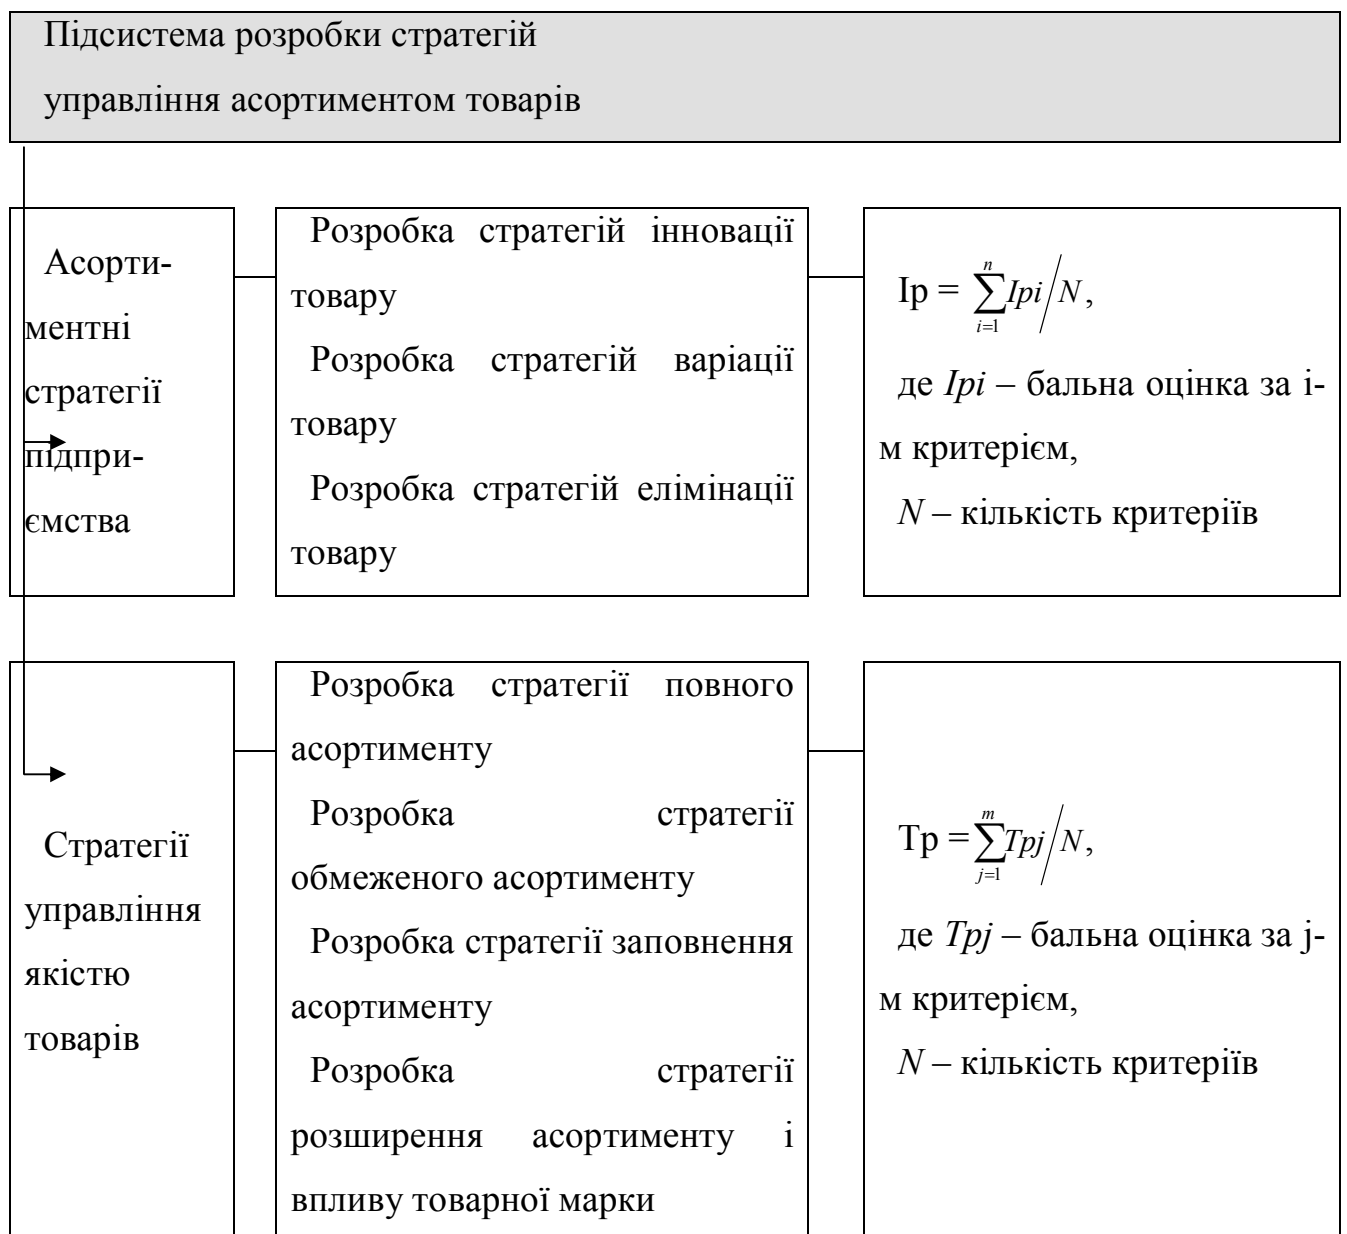 Підсистема розробки стратегій
управління асортиментом товарів
Асорти-
ментні
стратегії
підпри-
ємства
Розробка стратегій інновації
товару
Розробка стратегій варіації
товару
Розробка стратегій елімінації
товару
Ip = ∑_{i=1}^{n} Ipi/N,
де Ipi – бальна оцінка за i-
м критерієм,
N – кількість критеріїв
Стратегії
управління
якістю
товарів
Розробка стратегії повного
асортименту
Розробка стратегії
обмеженого асортименту
Розробка стратегії заповнення
асортименту
Розробка стратегії
розширення асортименту і
впливу товарної марки
Tp = ∑_{j=1}^{m} Tpj/N,
де Tpj – бальна оцінка за j-
м критерієм,
N – кількість критеріїв